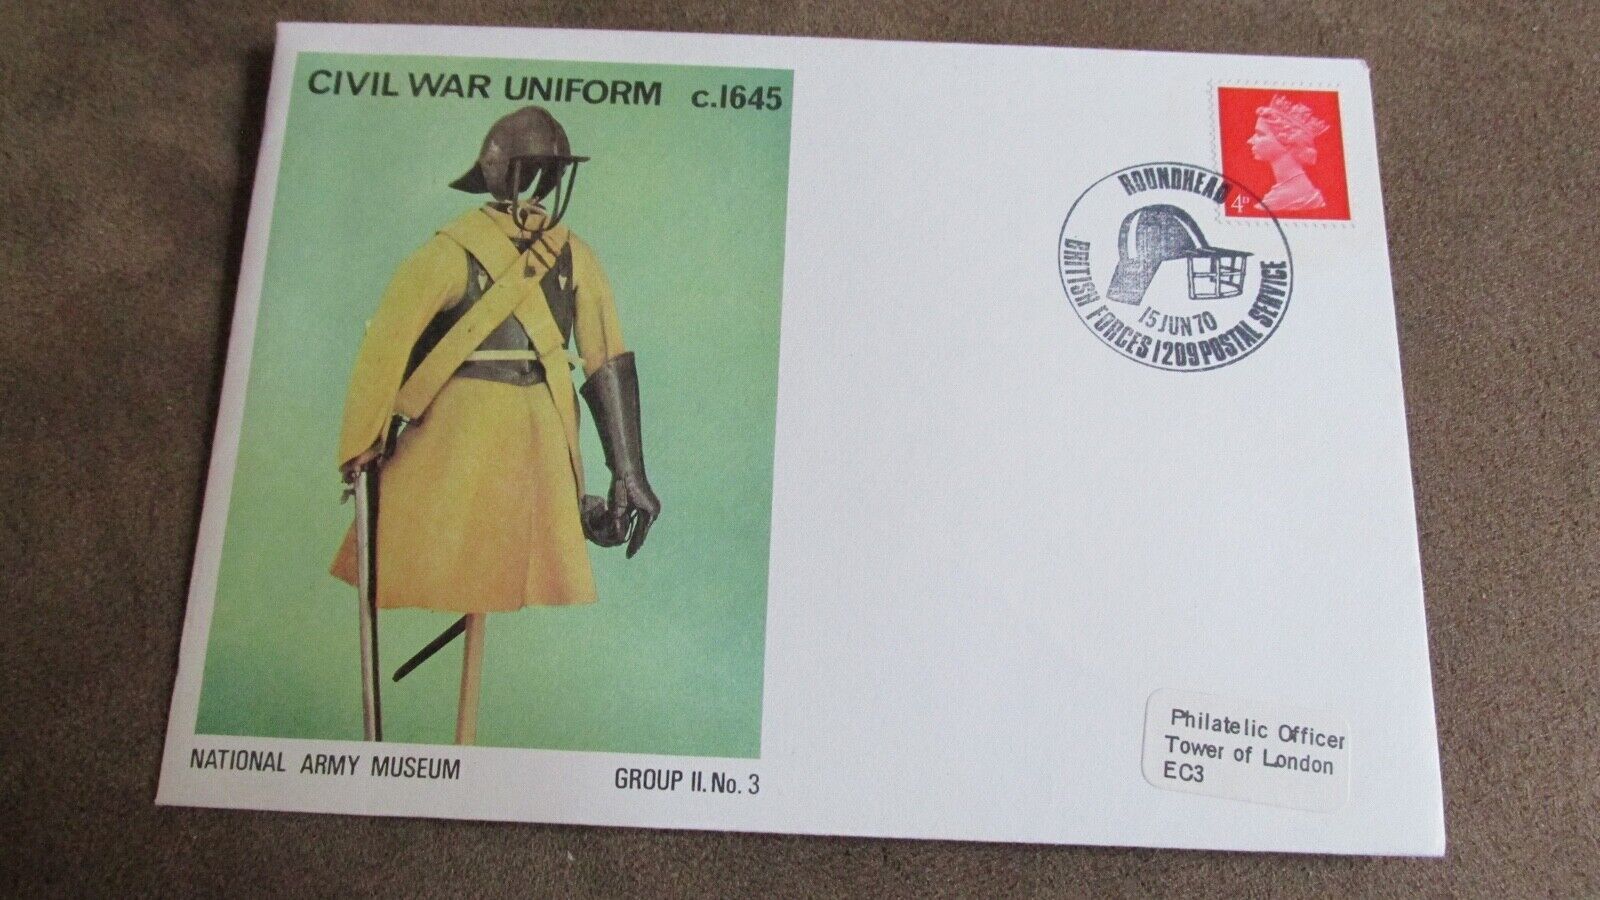 CIVIL WAR UNIFORM c.1645
NATIONAL ARMY MUSEUM
GROUP II. No. 3
4D
ROUNDHEAD
15 JUN 70
BRITISH FORCES 1209 POSTAL SERVICE
Philatelic Officer
Tower of London
EC3